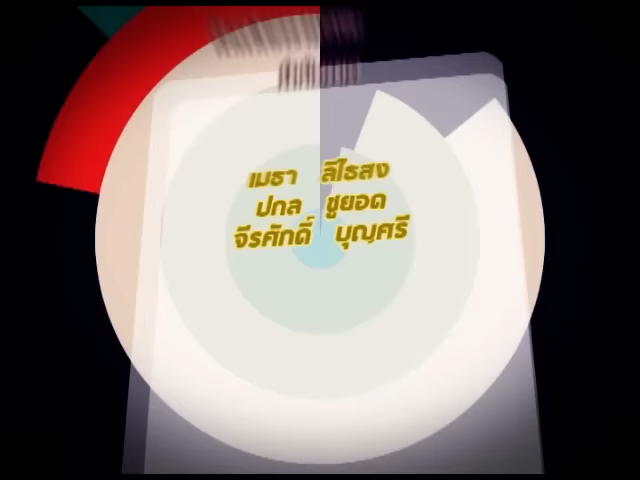 เมธา ลีไธสง
ปกล ชูยอด
จีรศักดิ์ บุญศรี